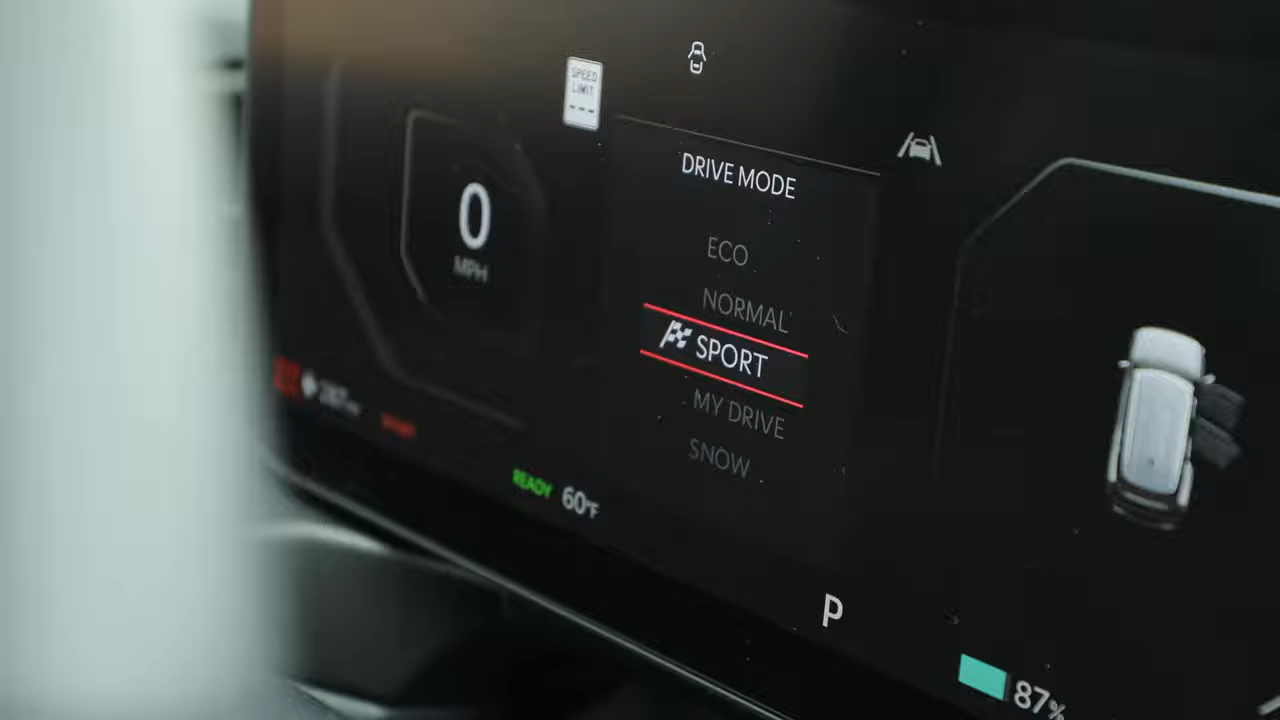 SPEED
LIMIT
---
DRIVE MODE
0
MPH
ECO
NORMAL
SPORT
MY DRIVE
SNOW
READY 60°F
P
87%